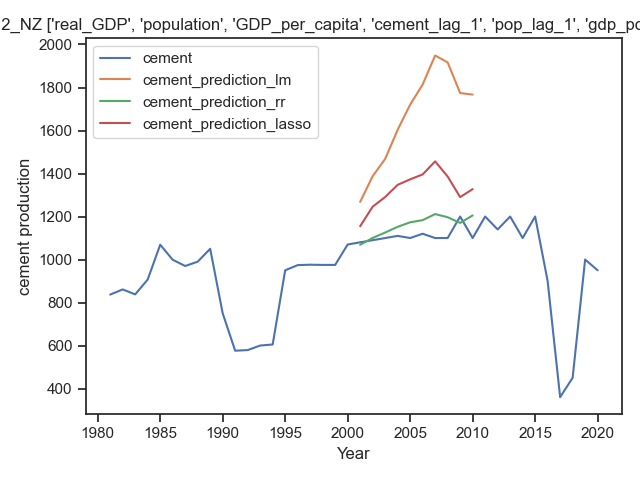 2_NZ ['real_GDP', 'population', 'GDP_per_capita', 'cement_lag_1', 'pop_lag_1', 'gdp_po
cement
cement_prediction_lm
cement_prediction_rr
cement_prediction_lasso
2000
1800
1600
1400
1200
1000
800
600
400
cement production
1980 1985 1990 1995 2000 2005 2010 2015 2020
Year